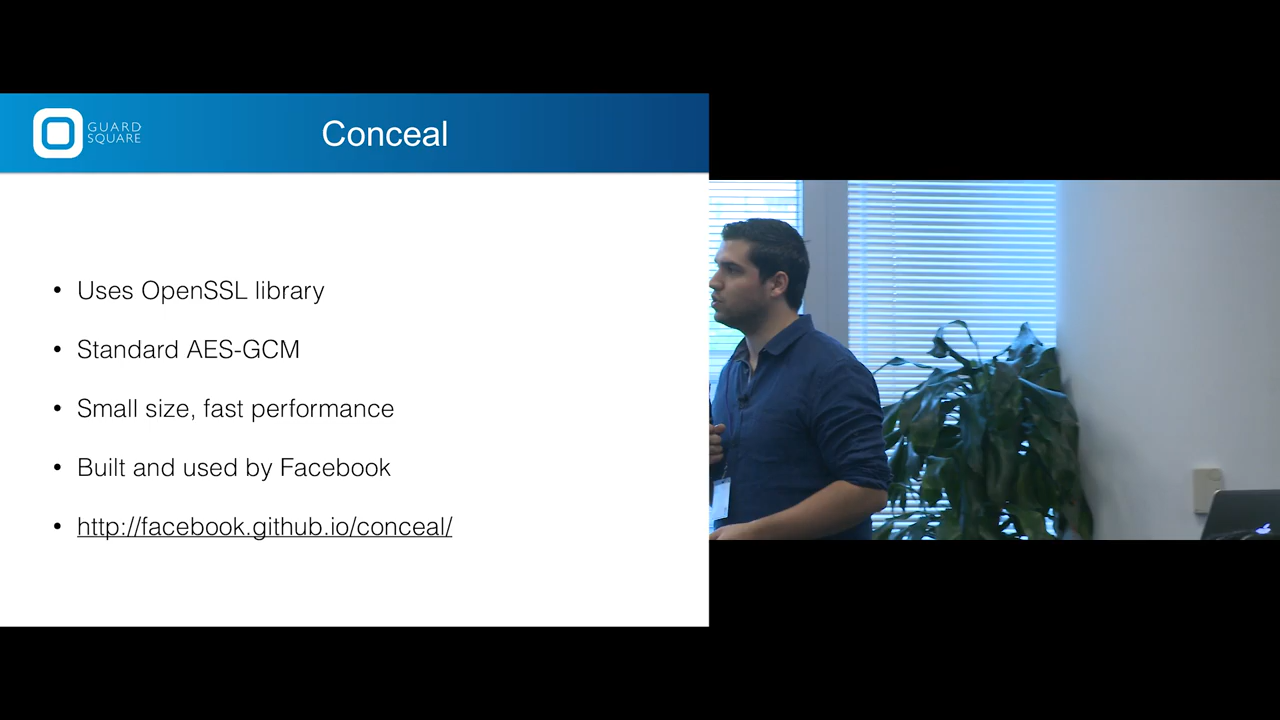 GUARD
SQUARE
Conceal
• Uses OpenSSL library
• Standard AES-GCM
• Small size, fast performance
• Built and used by Facebook
• http://facebook.github.io/conceal/